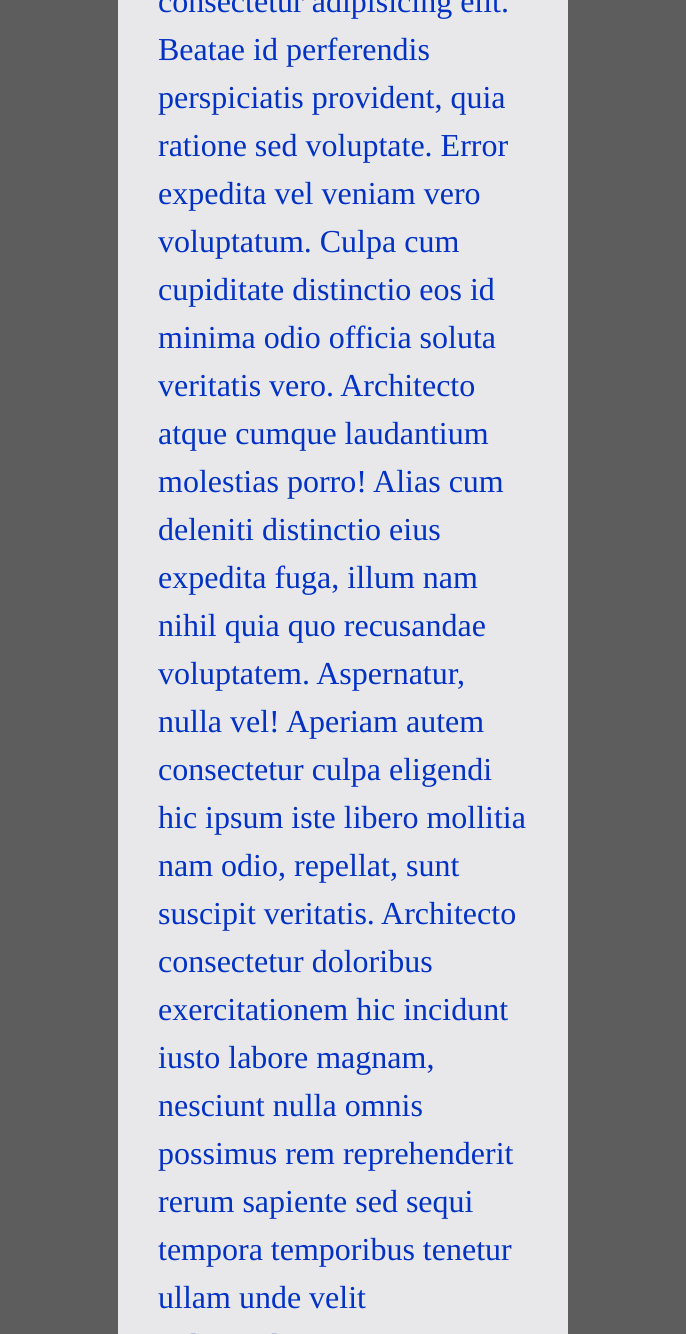 consectetur adipisicing elit.
Beatae id perferendis
perspiciatis provident, quia
ratione sed voluptate. Error
expedita vel veniam vero
voluptatum. Culpa cum
cupiditate distinctio eos id
minima odio officia soluta
veritatis vero. Architecto
atque cumque laudantium
molestias porro! Alias cum
deleniti distinctio eius
expedita fuga, illum nam
nihil quia quo recusandae
voluptatem. Aspernatur,
nulla vel! Aperiam autem
consectetur culpa eligendi
hic ipsum iste libero mollitia
nam odio, repellat, sunt
suscipit veritatis. Architecto
consectetur doloribus
exercitationem hic incidunt
iusto labore magnam,
nesciunt nulla omnis
possimus rem reprehenderit
rerum sapiente sed sequi
tempora temporibus tenetur
ullam unde velit